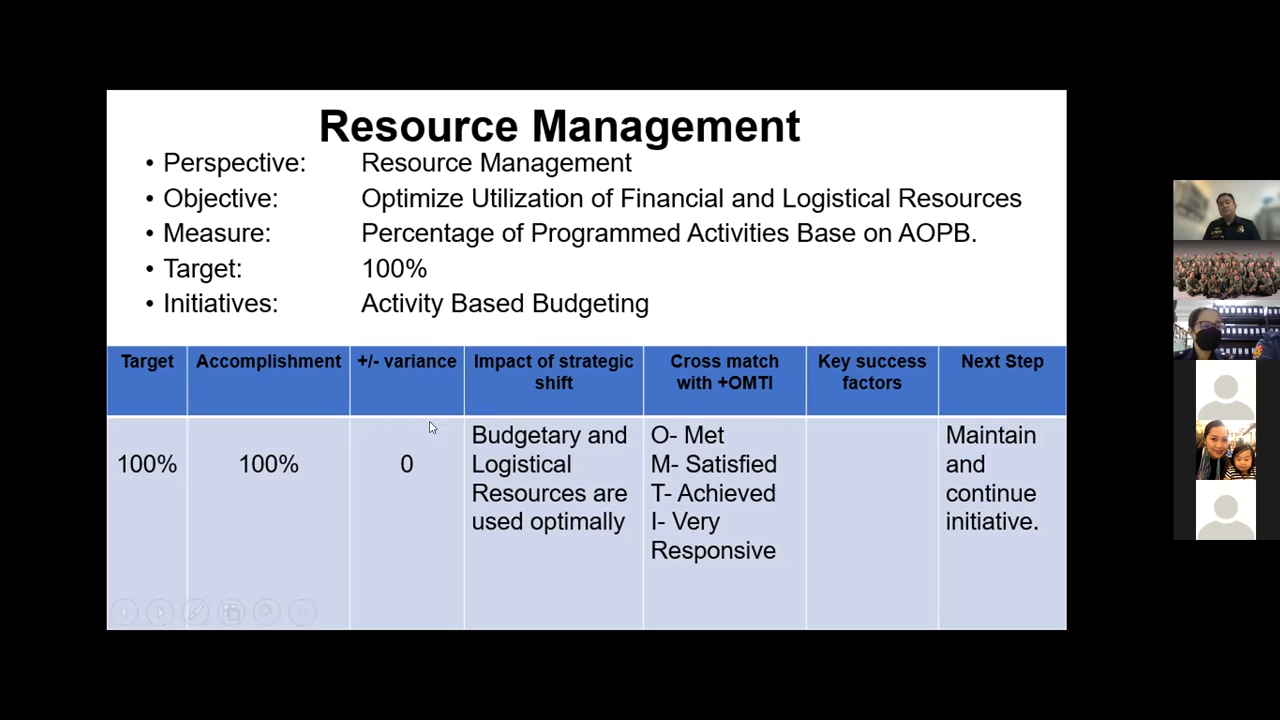 Resource Management
• Perspective: Resource Management
• Objective: Optimize Utilization of Financial and Logistical Resources
• Measure: Percentage of Programmed Activities Base on AOPB.
• Target: 100%
• Initiatives: Activity Based Budgeting
Target Accomplishment +/- variance Impact of strategic shift Cross match with +OMTI Key success factors Next Step
100% 100% 0
Budgetary and
Logistical
Resources are
used optimally
O- Met
M- Satisfied
T- Achieved
I- Very
Responsive
Maintain
and
continue
initiative.